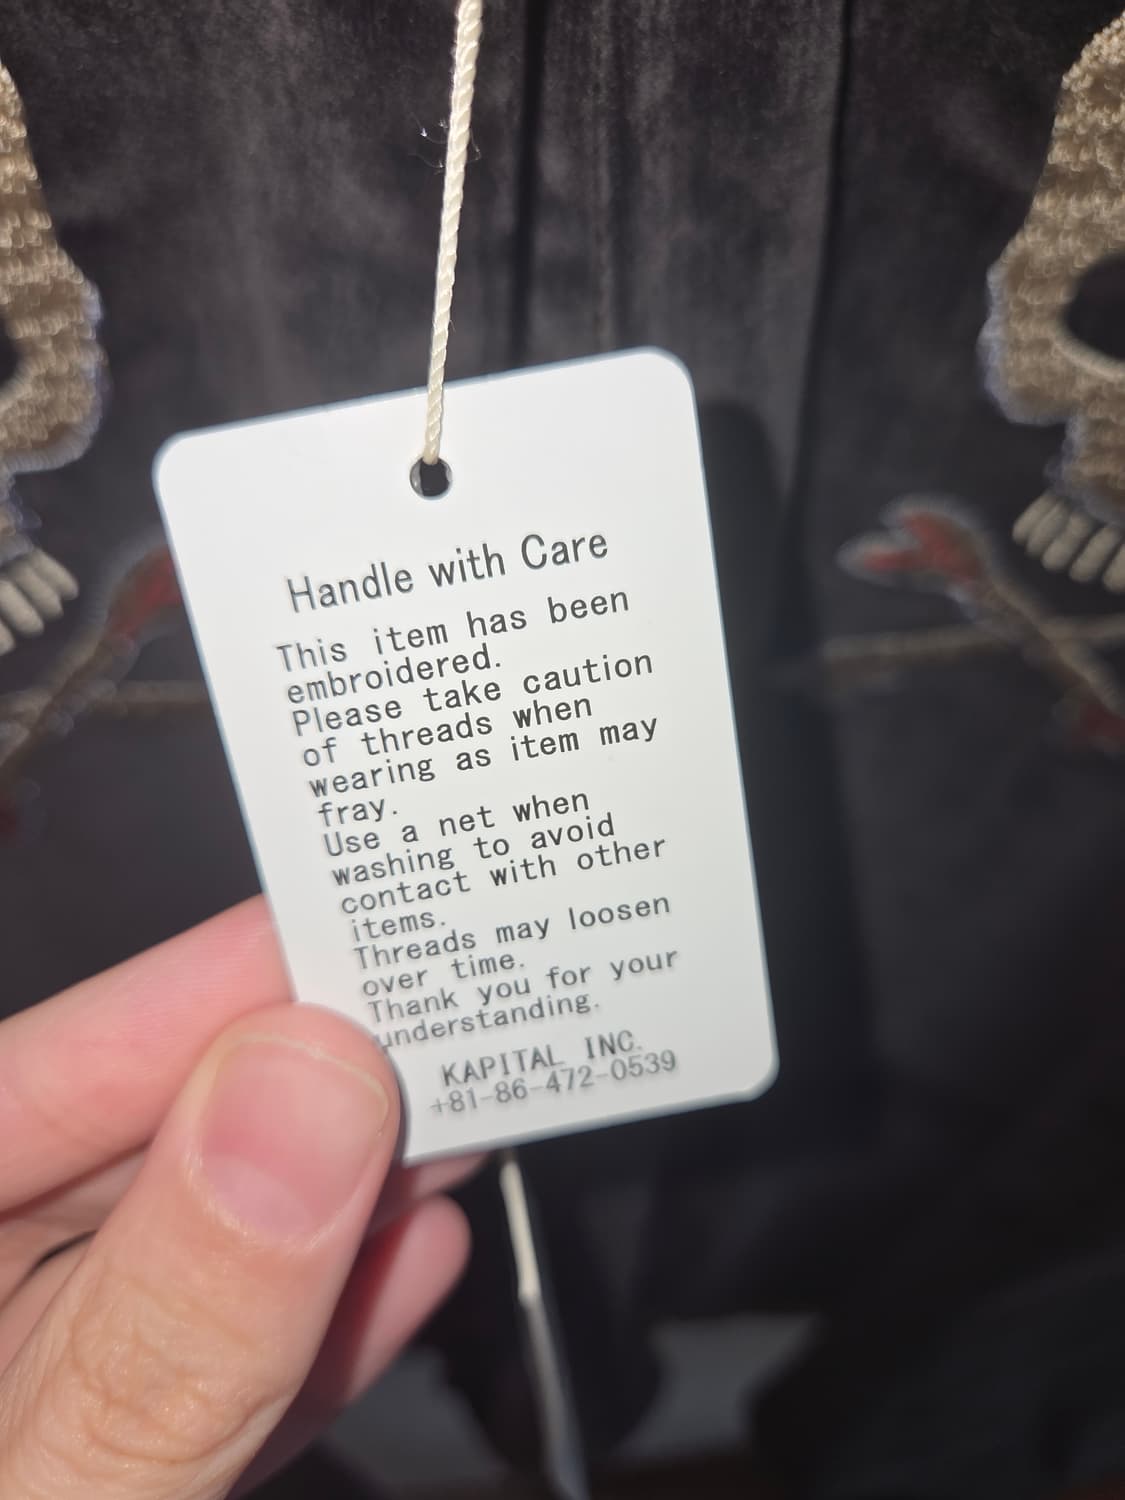 Handle with Care
This item has been
embroidered.
Please take caution
of threads when
wearing as item may
fray.
Use a net when
washing to avoid
contact with other
items.
Threads may loosen
over time.
Thank you for your
understanding.
KAPITAL INC.
+81-86-472-0539